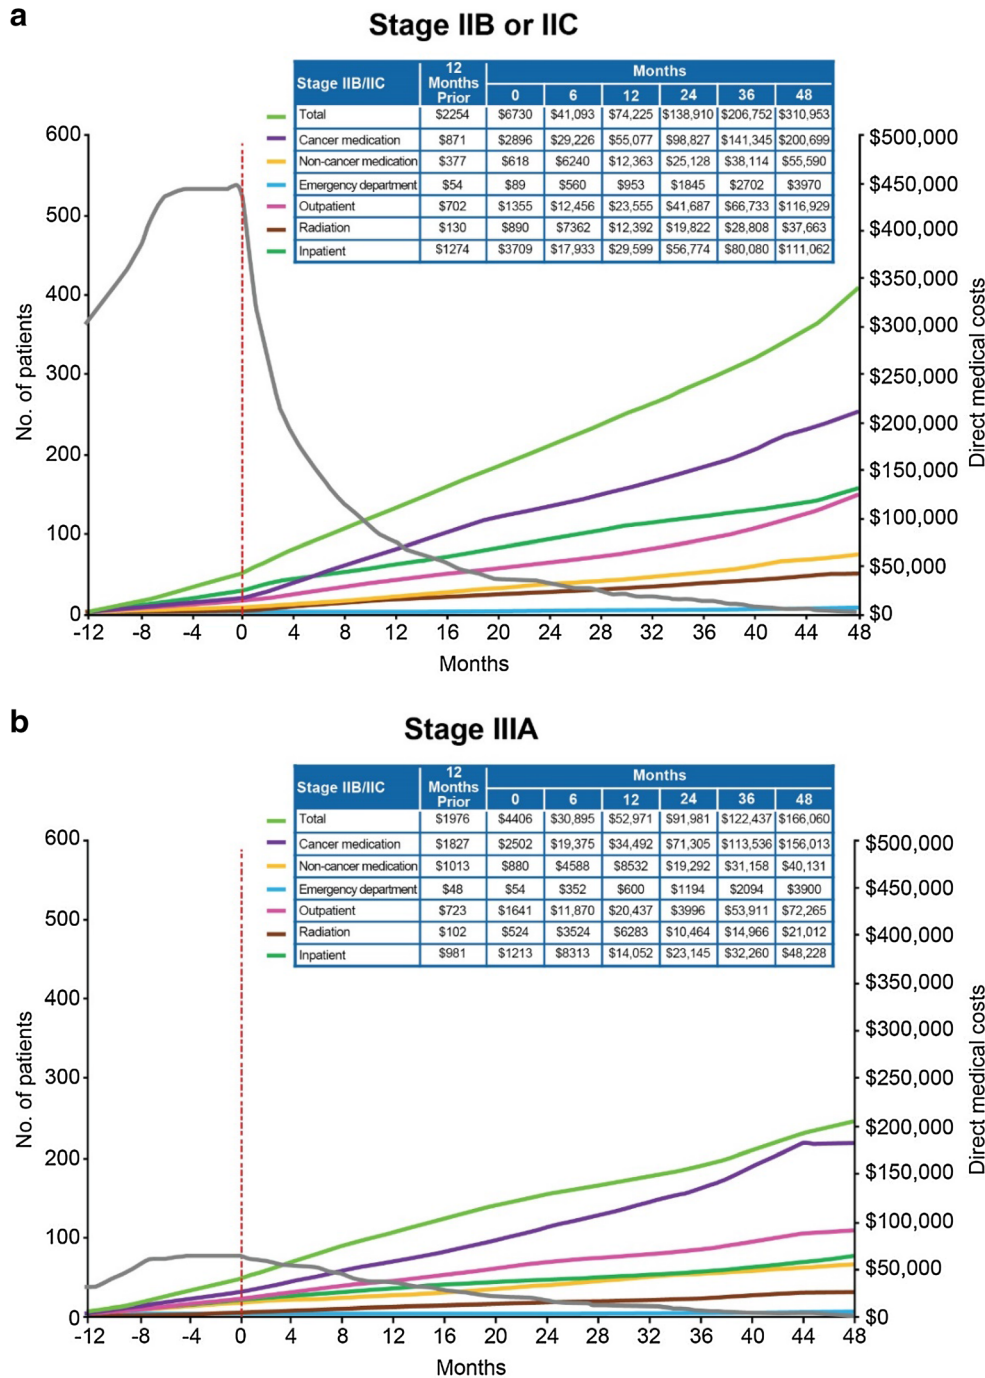 a
Stage IIB or IIC
Stage IIB/IIC 12 Months Prior Months
0 6 12 24 36 48
Total $2254 $6730 $41,093 $74,225 $138,910 $206,752 $310,953
Cancer medication $871 $2896 $29,226 $55,077 $98,827 $141,345 $200,699
Non-cancer medication $377 $618 $6240 $12,363 $25,128 $38,114 $55,590
Emergency department $54 $89 $560 $953 $1845 $2702 $3970
Outpatient $702 $1355 $12,456 $23,555 $41,687 $66,733 $116,929
Radiation $130 $890 $7362 $12,392 $19,822 $28,808 $37,663
Inpatient $1274 $3709 $17,933 $29,599 $56,774 $80,080 $111,062
No. of patients
600
500
400
300
200
100
0
$500,000
$450,000
$400,000
$350,000
$300,000
$250,000
$200,000
$150,000
$100,000
$50,000
$0
Direct medical costs
-12 -8 -4 0 4 8 12 16 20 24 28 32 36 40 44 48
Months
b
Stage IIIA
Stage IIB/IIC 12 Months Prior Months
0 6 12 24 36 48
Total $1976 $4406 $30,895 $52,971 $91,981 $122,437 $166,060
Cancer medication $1827 $2502 $19,375 $34,492 $71,305 $113,536 $156,013
Non-cancer medication $1013 $880 $4588 $8532 $19,292 $31,158 $40,131
Emergency department $48 $54 $352 $600 $1194 $2094 $3900
Outpatient $723 $1641 $11,870 $20,437 $3996 $53,911 $72,265
Radiation $102 $524 $3524 $6283 $10,464 $14,966 $21,012
Inpatient $981 $1213 $8313 $14,052 $23,145 $32,260 $48,228
No. of patients
600
500
400
300
200
100
0
$500,000
$450,000
$400,000
$350,000
$300,000
$250,000
$200,000
$150,000
$100,000
$50,000
$0
Direct medical costs
-12 -8 -4 0 4 8 12 16 20 24 28 32 36 40 44 48
Months